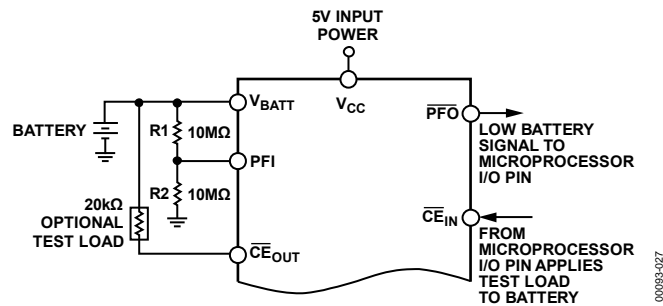 5V INPUT
POWER
V_BATT
V_CC
PFO
BATTERY
R1
10MΩ
LOW BATTERY
SIGNAL TO
MICROPROCESSOR
I/O PIN
PFI
R2
10MΩ
20kΩ
OPTIONAL
TEST LOAD
CE_IN
CE_OUT
FROM
MICROPROCESSOR
I/O PIN APPLIES
TEST LOAD
TO BATTERY
00093-027